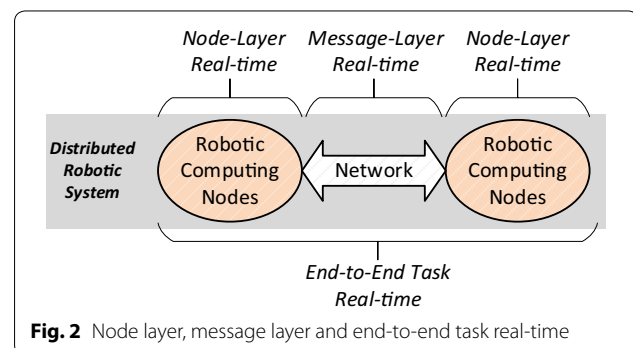 Node-Layer Message-Layer Node-Layer
Real-time Real-time Real-time
Distributed
Robotic
System
Robotic
Computing
Nodes
Network
Robotic
Computing
Nodes
End-to-End Task
Real-time
Fig. 2 Node layer, message layer and end-to-end task real-time